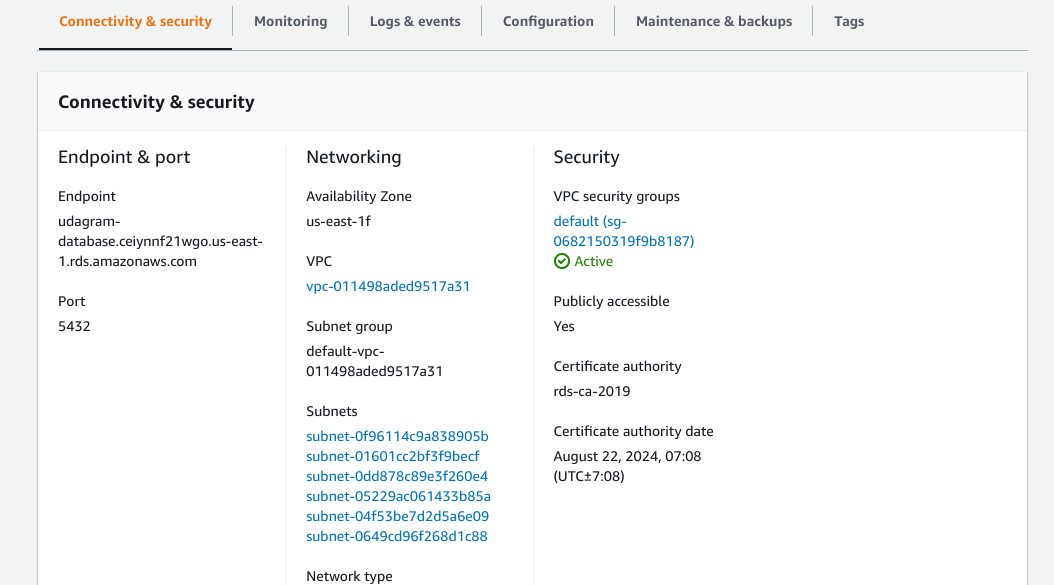 Connectivity & security
Monitoring
Logs & events
Configuration
Maintenance & backups
Tags
Connectivity & security
Endpoint & port
Endpoint
udagram-
database.ceiynnf21wgo.us-east-
1.rds.amazonaws.com
Port
5432
Networking
Availability Zone
us-east-1f
VPC
vpc-011498aded9517a31
Subnet group
default-vpc-
011498aded9517a31
Subnets
subnet-0f96114c9a838905b
subnet-01601cc2bf3f9becf
subnet-0dd878c89e3f260e4
subnet-05229ac061433b85a
subnet-04f53be7d2d5a6e09
subnet-0649cd96f268d1c88
Network type
Security
VPC security groups
default (sg-
0682150319f9b8187)
Active
Publicly accessible
Yes
Certificate authority
rds-ca-2019
Certificate authority date
August 22, 2024, 07:08
(UTC±7:08)